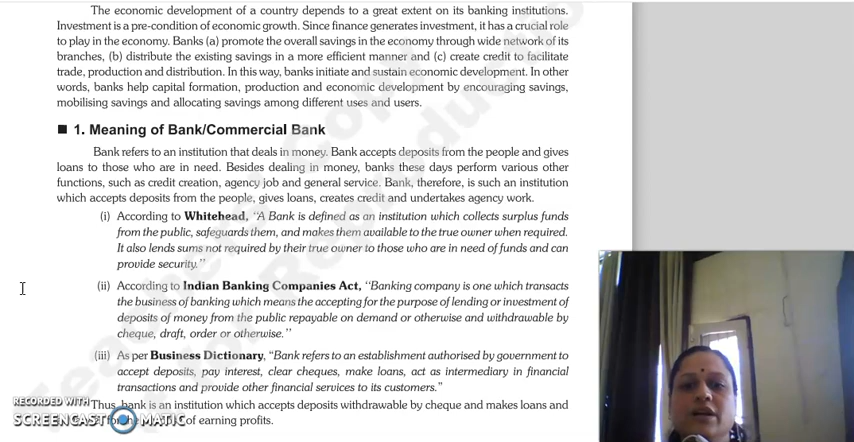 The economic development of a country depends to a great extent on its banking institutions.
Investment is a pre-condition of economic growth. Since finance generates investment, it has a crucial role
to play in the economy. Banks (a) promote the overall savings in the economy through wide network of its
branches, (b) distribute the existing savings in a more efficient manner and (c) create credit to facilitate
trade, production and distribution. In this way, banks initiate and sustain economic development. In other
words, banks help capital formation, production and economic development by encouraging savings,
mobilising savings and allocating savings among different uses and users.
■ 1. Meaning of Bank/Commercial Bank
Bank refers to an institution that deals in money. Bank accepts deposits from the people and gives
loans to those who are in need. Besides dealing in money, banks these days perform various other
functions, such as credit creation, agency job and general service. Bank, therefore, is such an institution
which accepts deposits from the people, gives loans, creates credit and undertakes agency work.
(i) According to Whitehead, “A Bank is defined as an institution which collects surplus funds
from the public, safeguards them, and makes them available to the true owner when required.
It also lends sums not required by their true owner to those who are in need of funds and can
provide security.”
(ii) According to Indian Banking Companies Act, “Banking company is one which transacts
the business of banking which means the accepting for the purpose of lending or investment of
deposits of money from the public repayable on demand or otherwise and withdrawable by
cheque, draft, order or otherwise.”
(iii) As per Business Dictionary, “Bank refers to an establishment authorised by government to
accept deposits, pay interest, clear cheques, make loans, act as intermediary in financial
transactions and provide other financial services to its customers.”
Thus, bank is an institution which accepts deposits withdrawable by cheque and makes loans and
of earning profits.
RECORDED WITH
SCREENCAST MATIC